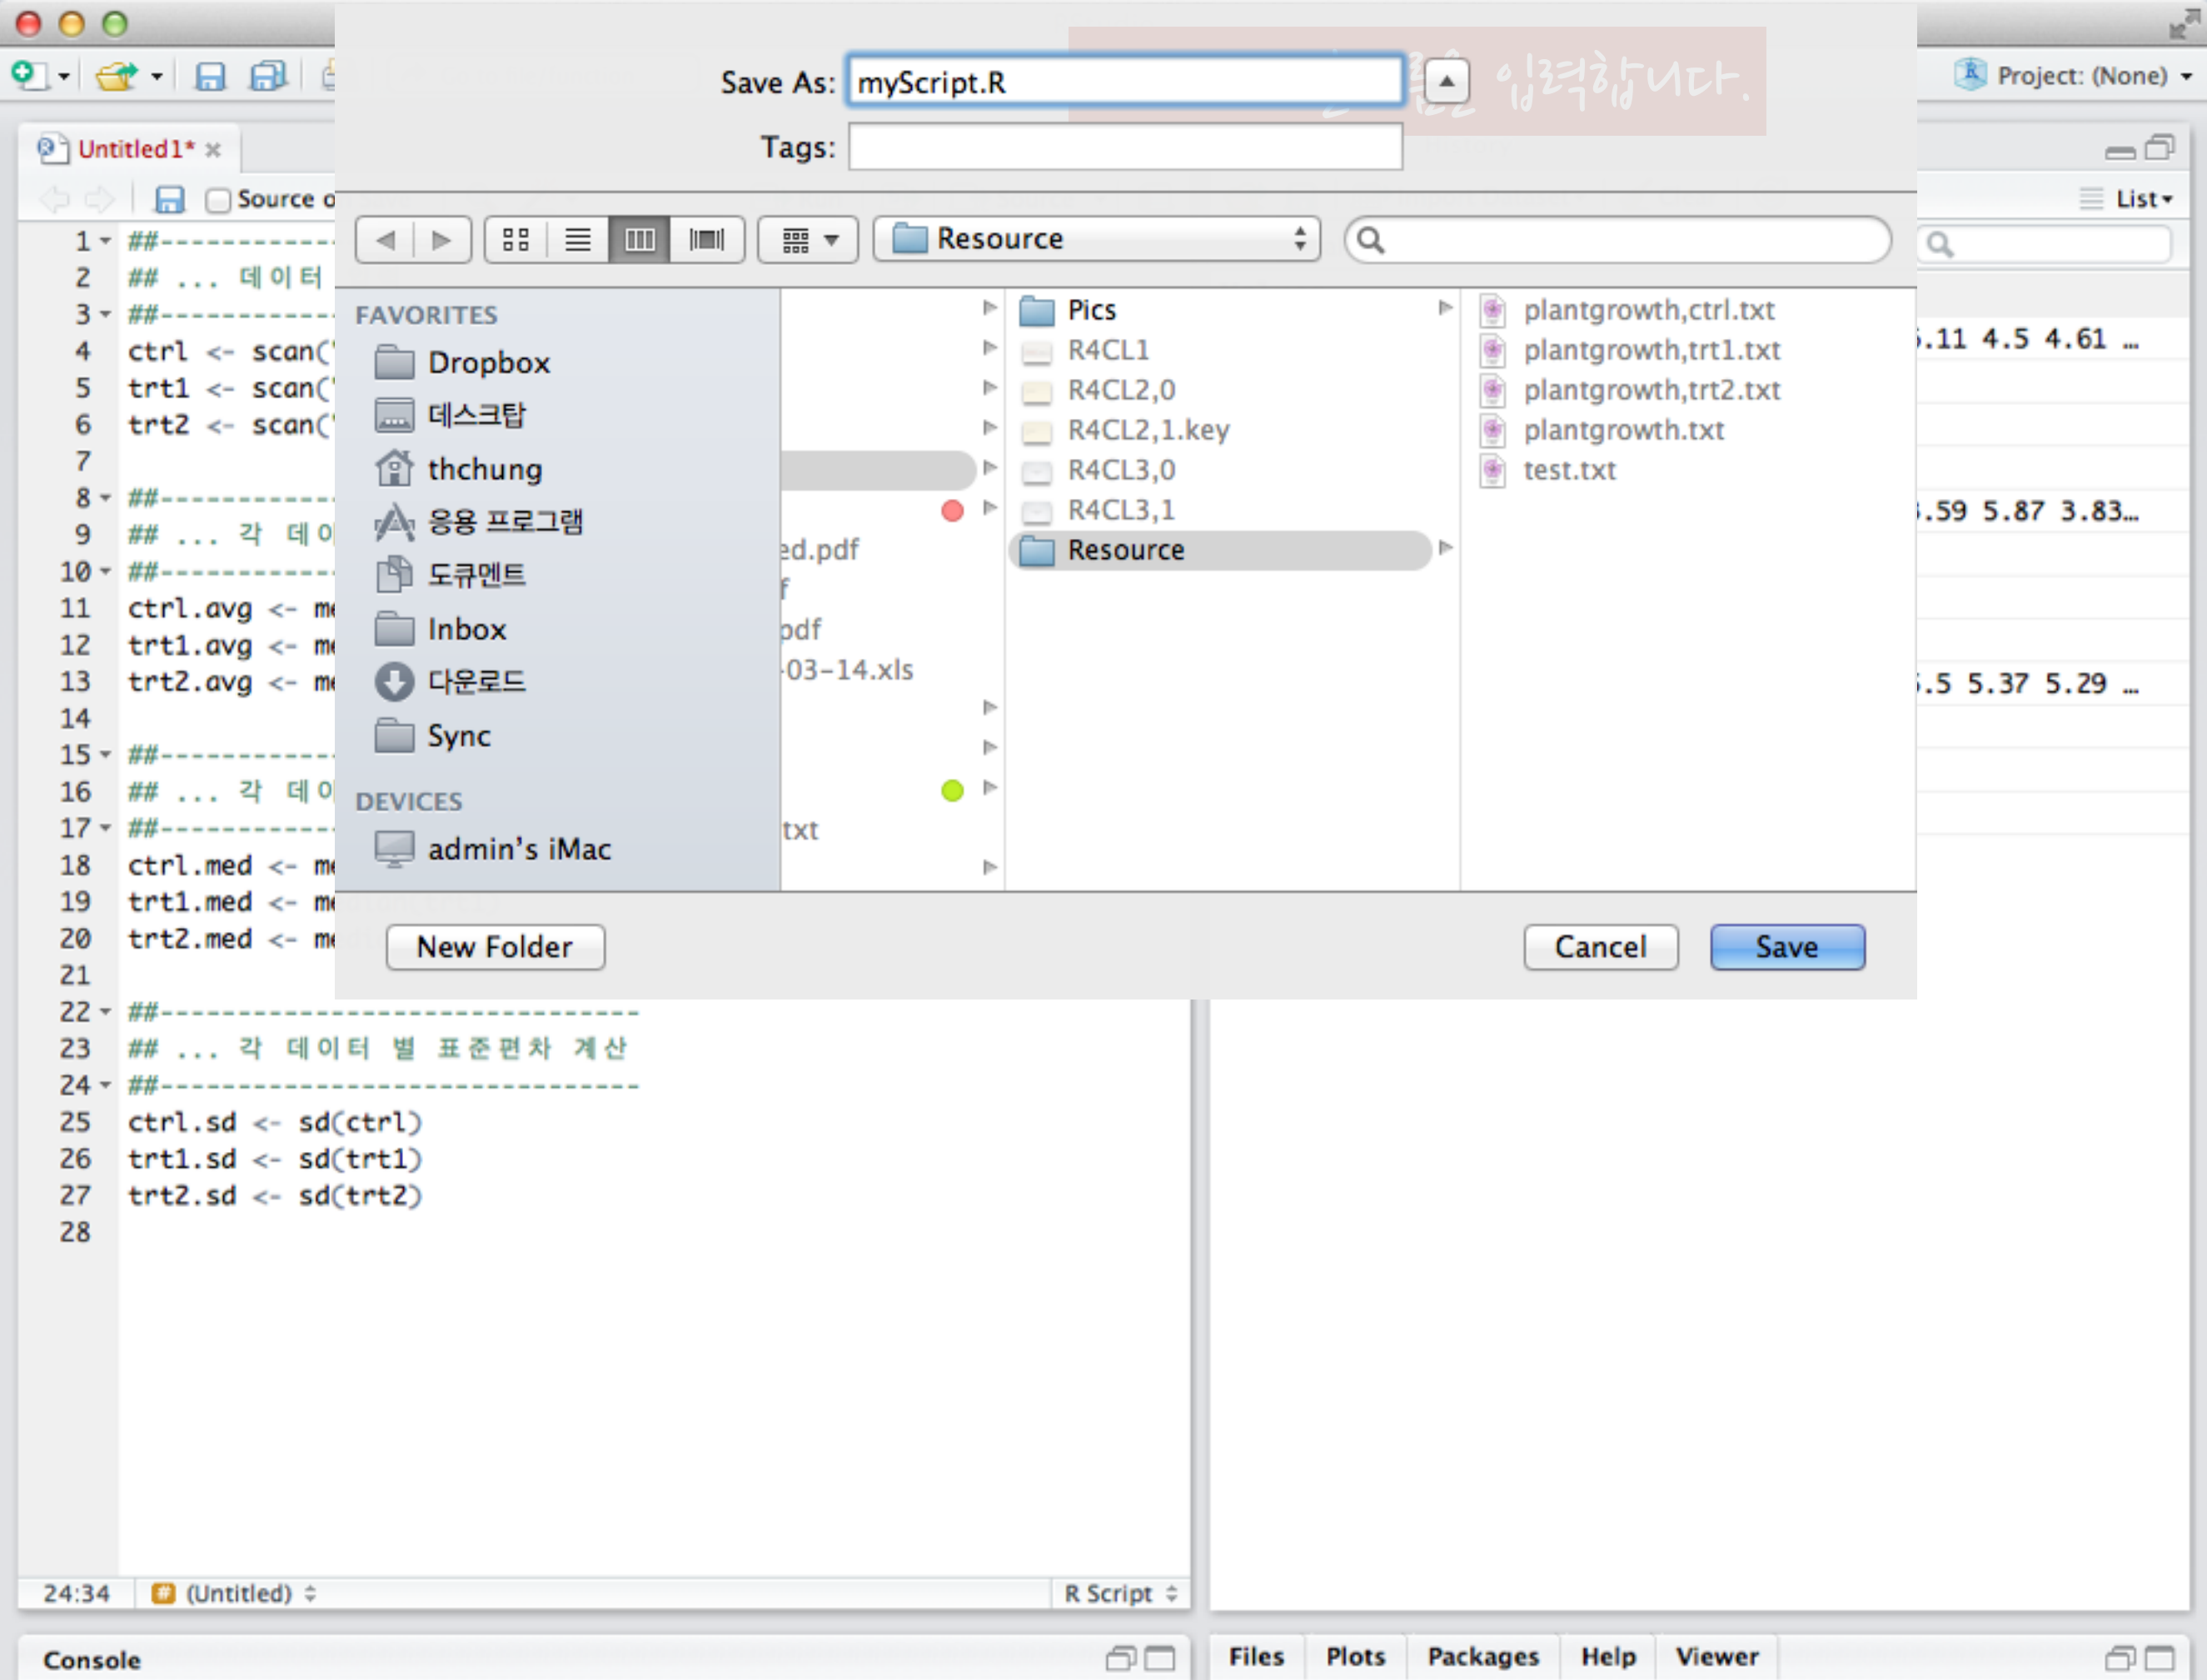 Save As: myScript.R
입력합니다.
Project: (None)
Tags:
Untitled1*
Source
List
Resource
FAVORITES
Dropbox
데스크탑
thchung
응용 프로그램
도큐멘트
Inbox
다운로드
Sync
DEVICES
admin's iMac
ed.pdf
f
pdf
-03-14.xls
txt
Pics
R4CL1
R4CL2,0
R4CL2,1.key
R4CL3,0
R4CL3,1
Resource
plantgrowth,ctrl.txt
plantgrowth,trt1.txt
plantgrowth,trt2.txt
plantgrowth.txt
test.txt
New Folder
Cancel
Save
1 ##-----------
2 ## ... 데이터
3 ##-----------
4 ctrl <- scan("
5 trt1 <- scan("
6 trt2 <- scan("
7
8 ##-----------
9 ## ... 각 데이
10 ##-----------
11 ctrl.avg <- me
12 trt1.avg <- me
13 trt2.avg <- me
14
15 ##-----------
16 ## ... 각 데이
17 ##-----------
18 ctrl.med <- me
19 trt1.med <- me
20 trt2.med <- me
21
22 ##-------------------------------
23 ## ... 각 데이터 별 표준편차 계산
24 ##-------------------------------
25 ctrl.sd <- sd(ctrl)
26 trt1.sd <- sd(trt1)
27 trt2.sd <- sd(trt2)
28
.11 4.5 4.61 …
.59 5.87 3.83…
.5 5.37 5.29 …
24:34
(Untitled)
R Script
Console
Files
Plots
Packages
Help
Viewer